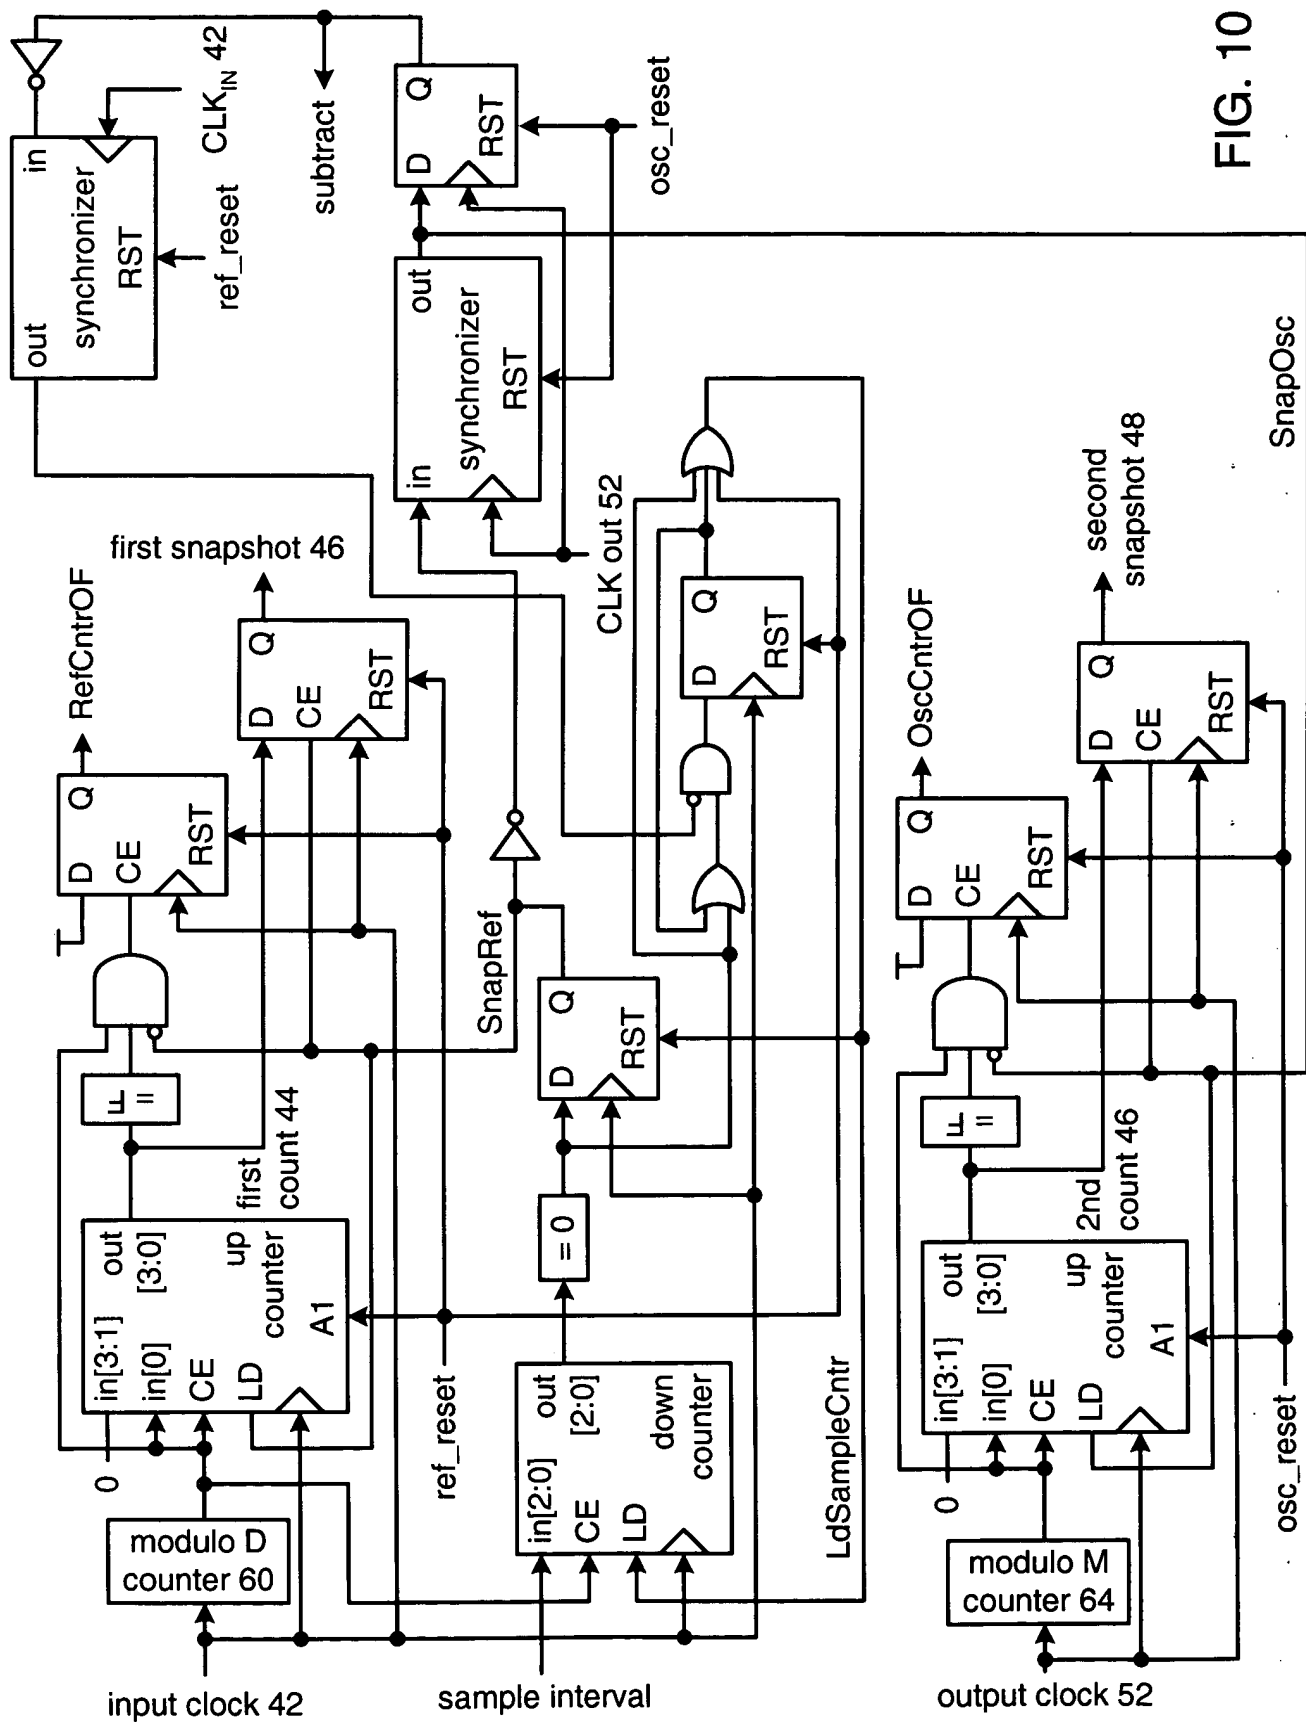 out
in
synchronizer
RST
CLK_IN 42
ref_reset
subtract
D
Q
RST
osc_reset
in
out
synchronizer
RST
CLK out 52
FIG. 10
RefCntrOF
D
Q
CE
RST
first snapshot 46
D
Q
CE
RST
= F
first
count 44
in[3:1]
out
in[0]
[3:0]
CE
up
LD
counter
A1
0
modulo D
counter 60
input clock 42
ref_reset
SnapRef
D
Q
RST
D
Q
RST
= 0
in[2:0]
out
[2:0]
CE
LD
down
counter
LdSampleCntr
sample interval
OscCntrOF
D
Q
CE
RST
second
snapshot 48
D
Q
CE
RST
SnapOsc
= F
2nd
count 46
in[3:1]
out
in[0]
[3:0]
CE
up
LD
counter
A1
0
modulo M
counter 64
output clock 52
osc_reset